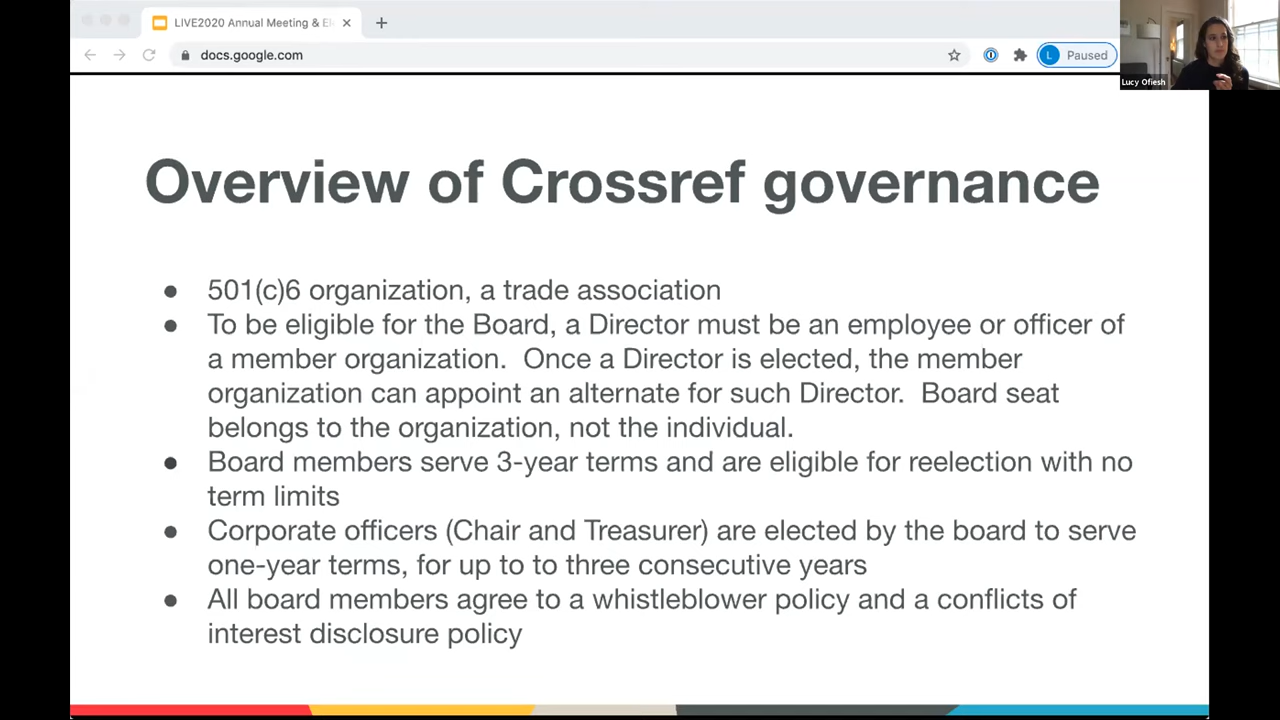 LIVE2020 Annual Meeting & El
docs.google.com
L Paused
Lucy Ofiesh
Overview of Crossref governance
● 501(c)6 organization, a trade association
● To be eligible for the Board, a Director must be an employee or officer of
a member organization.  Once a Director is elected, the member
organization can appoint an alternate for such Director.  Board seat
belongs to the organization, not the individual.
● Board members serve 3-year terms and are eligible for reelection with no
term limits
● Corporate officers (Chair and Treasurer) are elected by the board to serve
one-year terms, for up to to three consecutive years
● All board members agree to a whistleblower policy and a conflicts of
interest disclosure policy